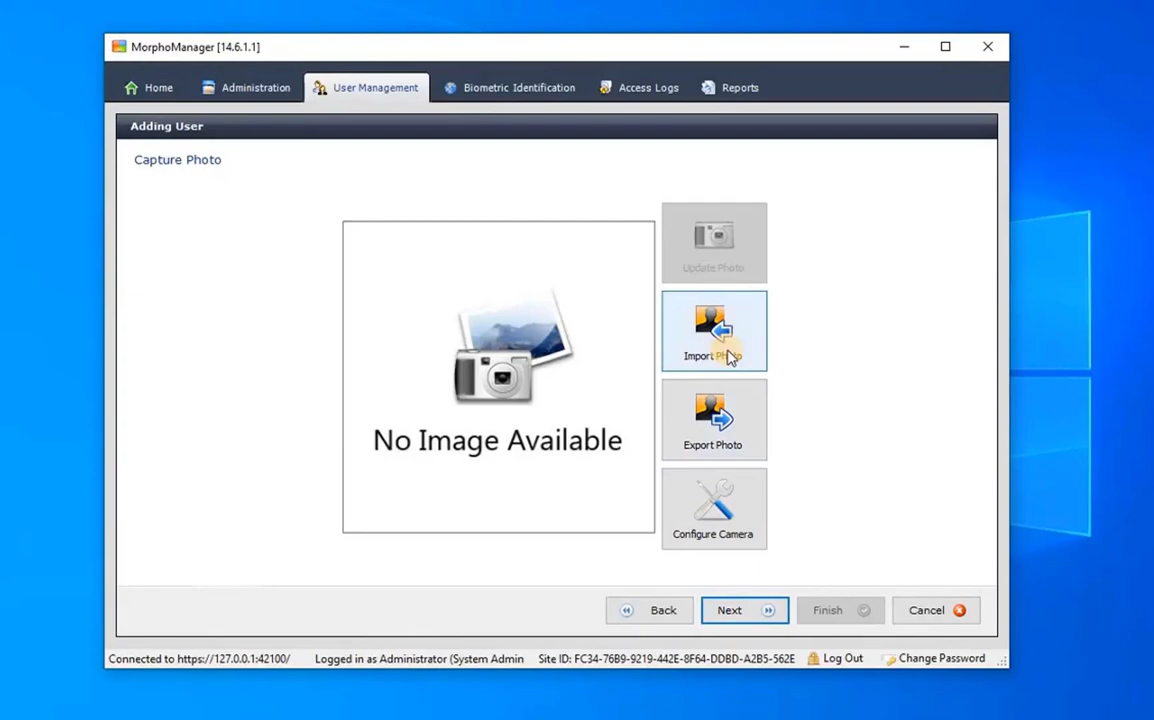 MorphoManager [14.6.1.1]
Home
Administration
User Management
Biometric Identification
Access Logs
Reports
Adding User
Capture Photo
Update Photo
No Image Available
Import Photo
Export Photo
Configure Camera
Back
Next
Finish
Cancel
Connected to https://127.0.0.1:42100/
Logged in as Administrator (System Admin
Site ID: FC34-76B9-9219-442E-8F64-DDBD-A2B5-562E
Log Out
Change Password